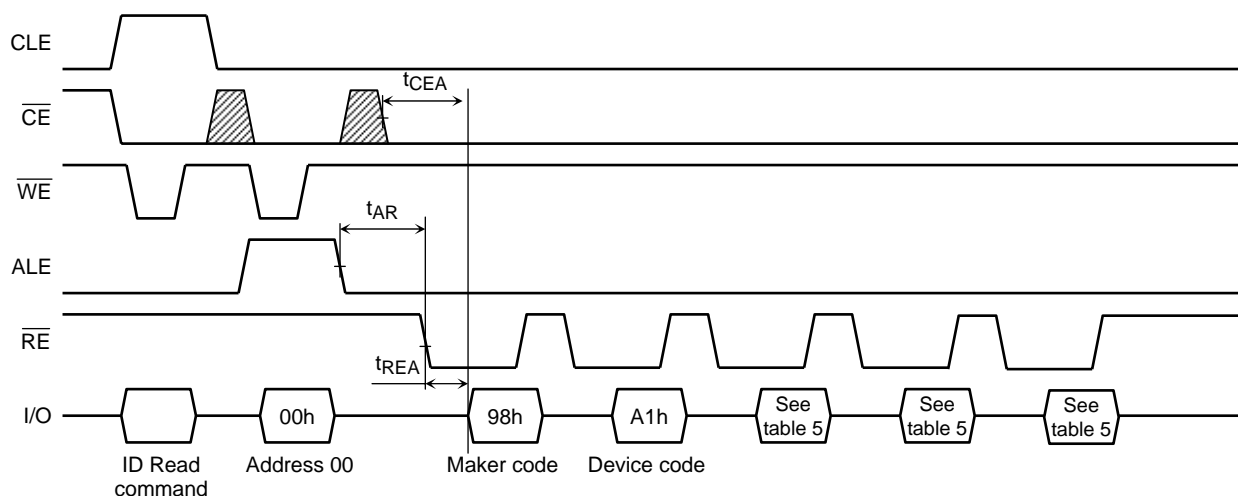 CLE
tCEA
CE
WE
tAR
ALE
RE
tREA
I/O
00h
98h
A1h
See
table 5
See
table 5
See
table 5
ID Read
command
Address 00
Maker code
Device code